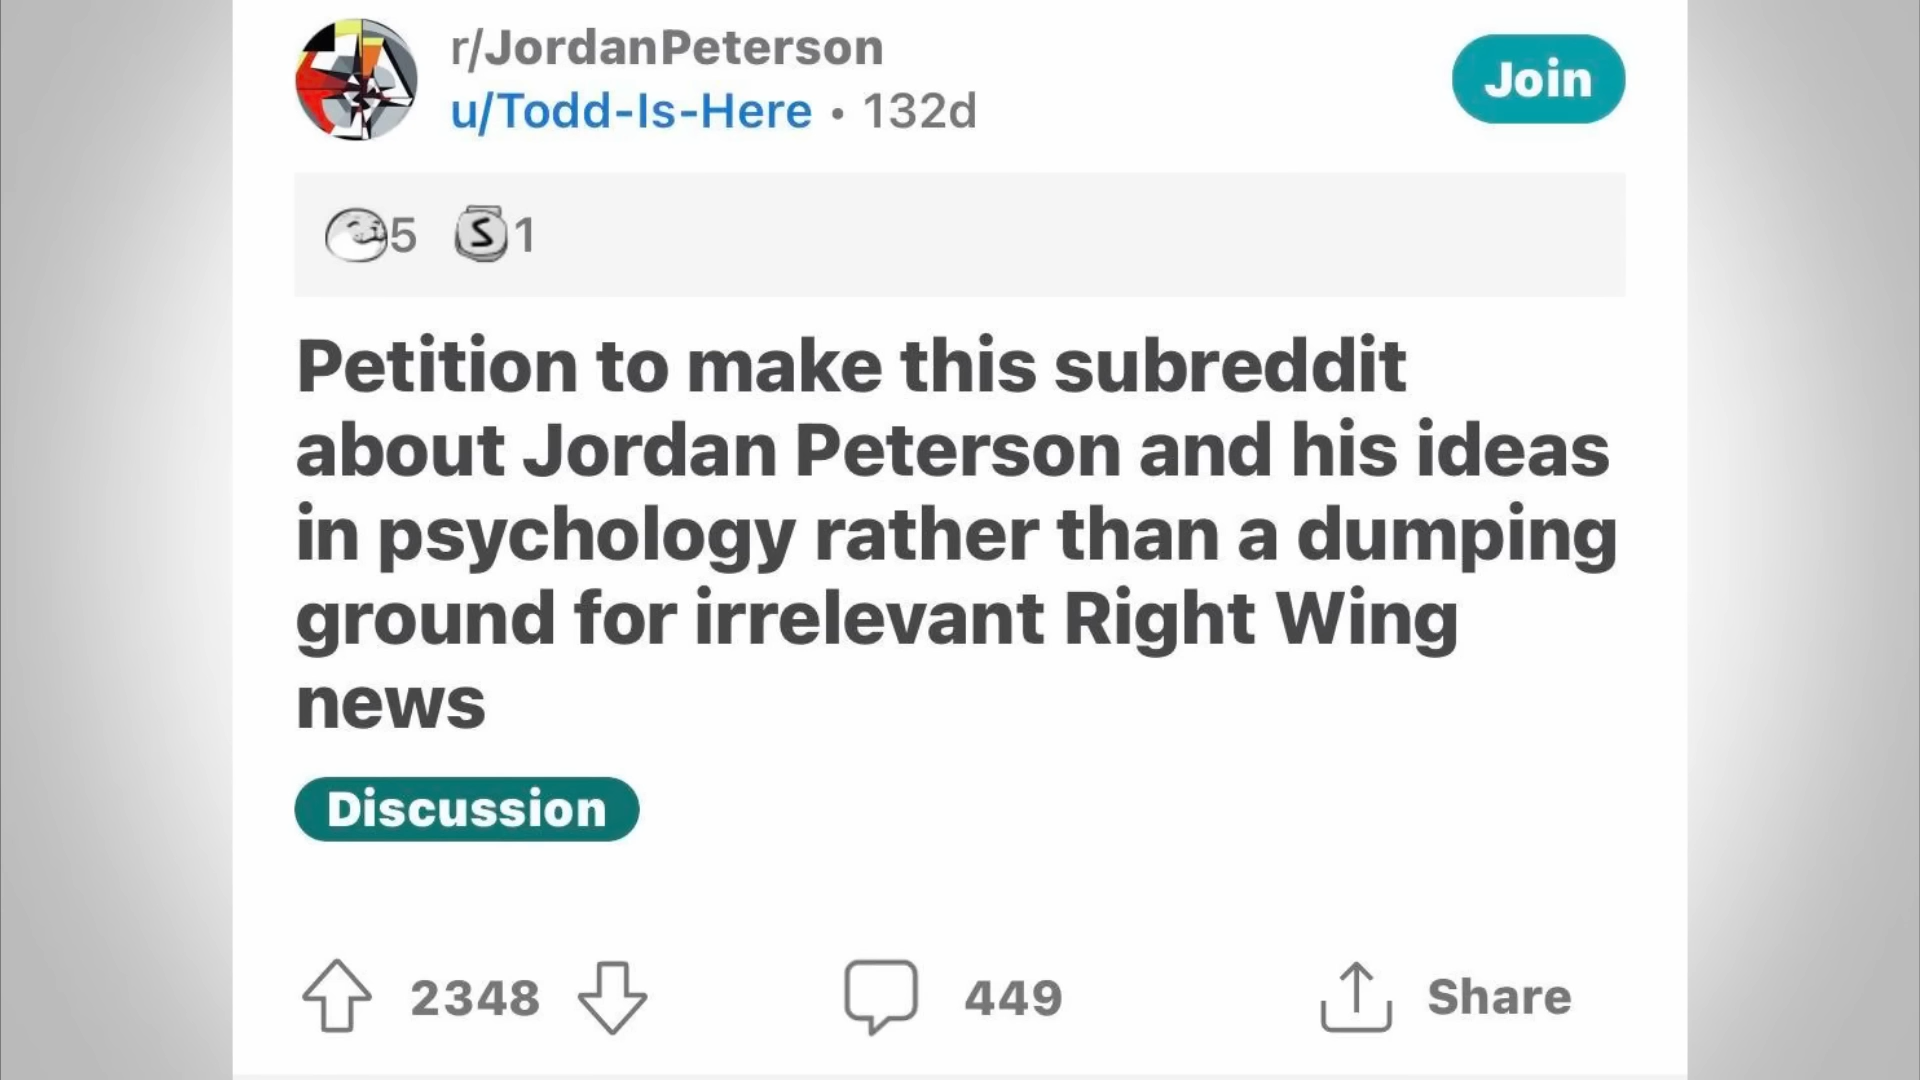 r/JordanPeterson
u/Todd-Is-Here • 132d
Join
5 S 1
Petition to make this subreddit
about Jordan Peterson and his ideas
in psychology rather than a dumping
ground for irrelevant Right Wing
news
Discussion
2348 449 Share